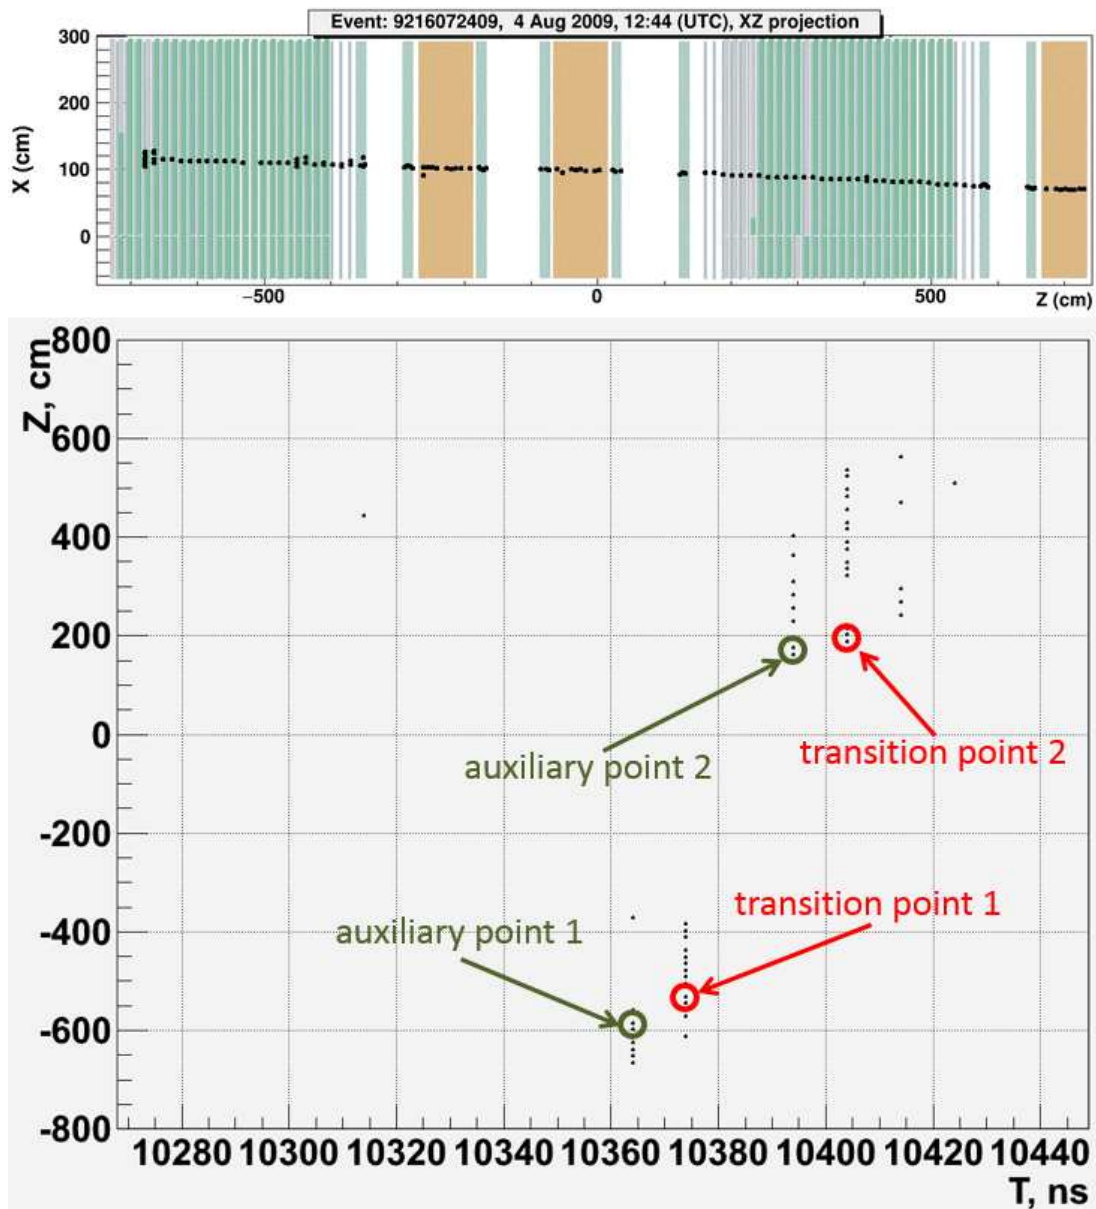 Event: 9216072409,  4 Aug 2009, 12:44 (UTC), XZ projection
300
200
100
0
X (cm)
−500
0
500
Z (cm)
800
600
400
200
0
-200
-400
-600
-800
Z, cm
auxiliary point 2
transition point 2
transition point 1
auxiliary point 1
10280 10300 10320 10340 10360 10380 10400 10420 10440
T, ns